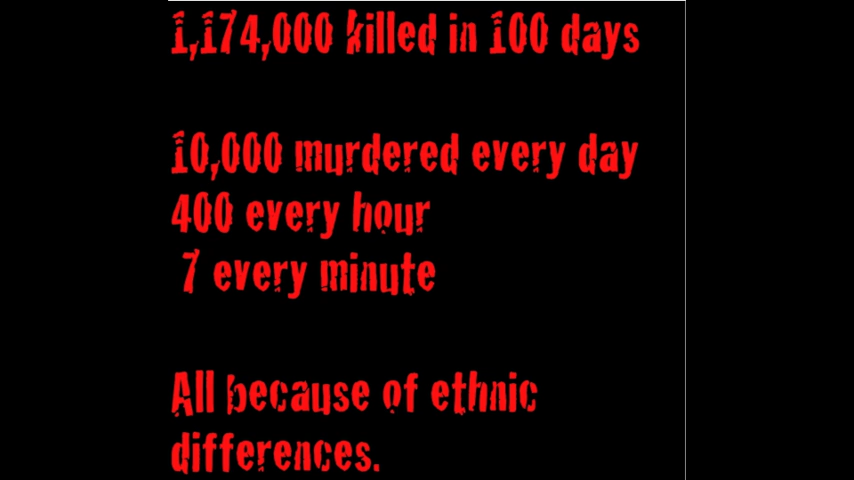 1,174,000 killed in 100 days
10,000 murdered every day
400 every hour
7 every minute
All because of ethnic
differences.